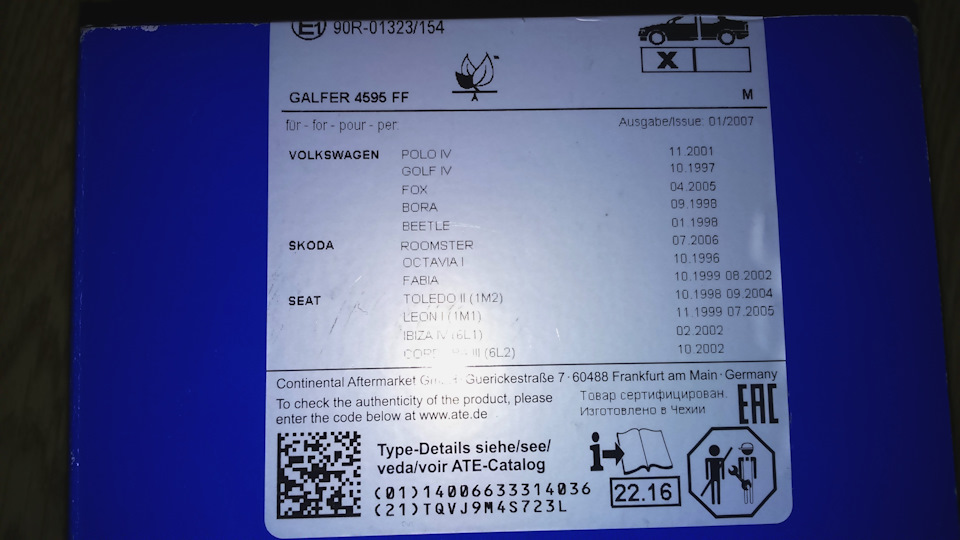 E1 90R-01323/154
X
GALFER 4595 FF M
für - for - pour - per: Ausgabe/Issue: 01/2007
VOLKSWAGEN POLO IV 11.2001
GOLF IV 10.1997
FOX 04.2005
BORA 09.1998
BEETLE 01.1998
SKODA ROOMSTER 07.2006
OCTAVIA I 10.1996
FABIA 10.1999 08.2002
SEAT TOLEDO II (1M2) 10.1998 09.2004
LEON I (1M1) 11.1999 07.2005
IBIZA IV (6L1) 02.2002
III (6L2) 10.2002
Continental Aftermarket Guerickestraße 7 · 60488 Frankfurt am Main · Germany
To check the authenticity of the product, please
enter the code below at www.ate.de
Товар сертифицирован.
Изготовлено в Чехии
EAC
Type-Details siehe/see/
veda/voir ATE-Catalog
(01)14006633314036
(21)TQVJ9M4S723L
i
22.16